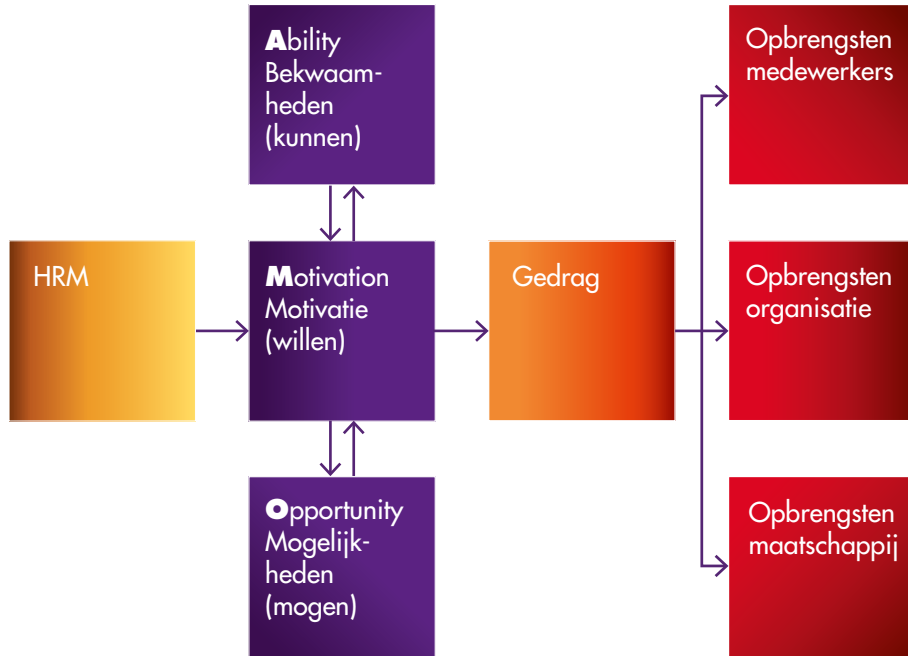 Ability
Bekwaam-
heden
(kunnen)
Opbrengsten
medewerkers
HRM
Motivation
Motivatie
(willen)
Gedrag
Opbrengsten
organisatie
Opportunity
Mogelijk-
heden
(mogen)
Opbrengsten
maatschappij